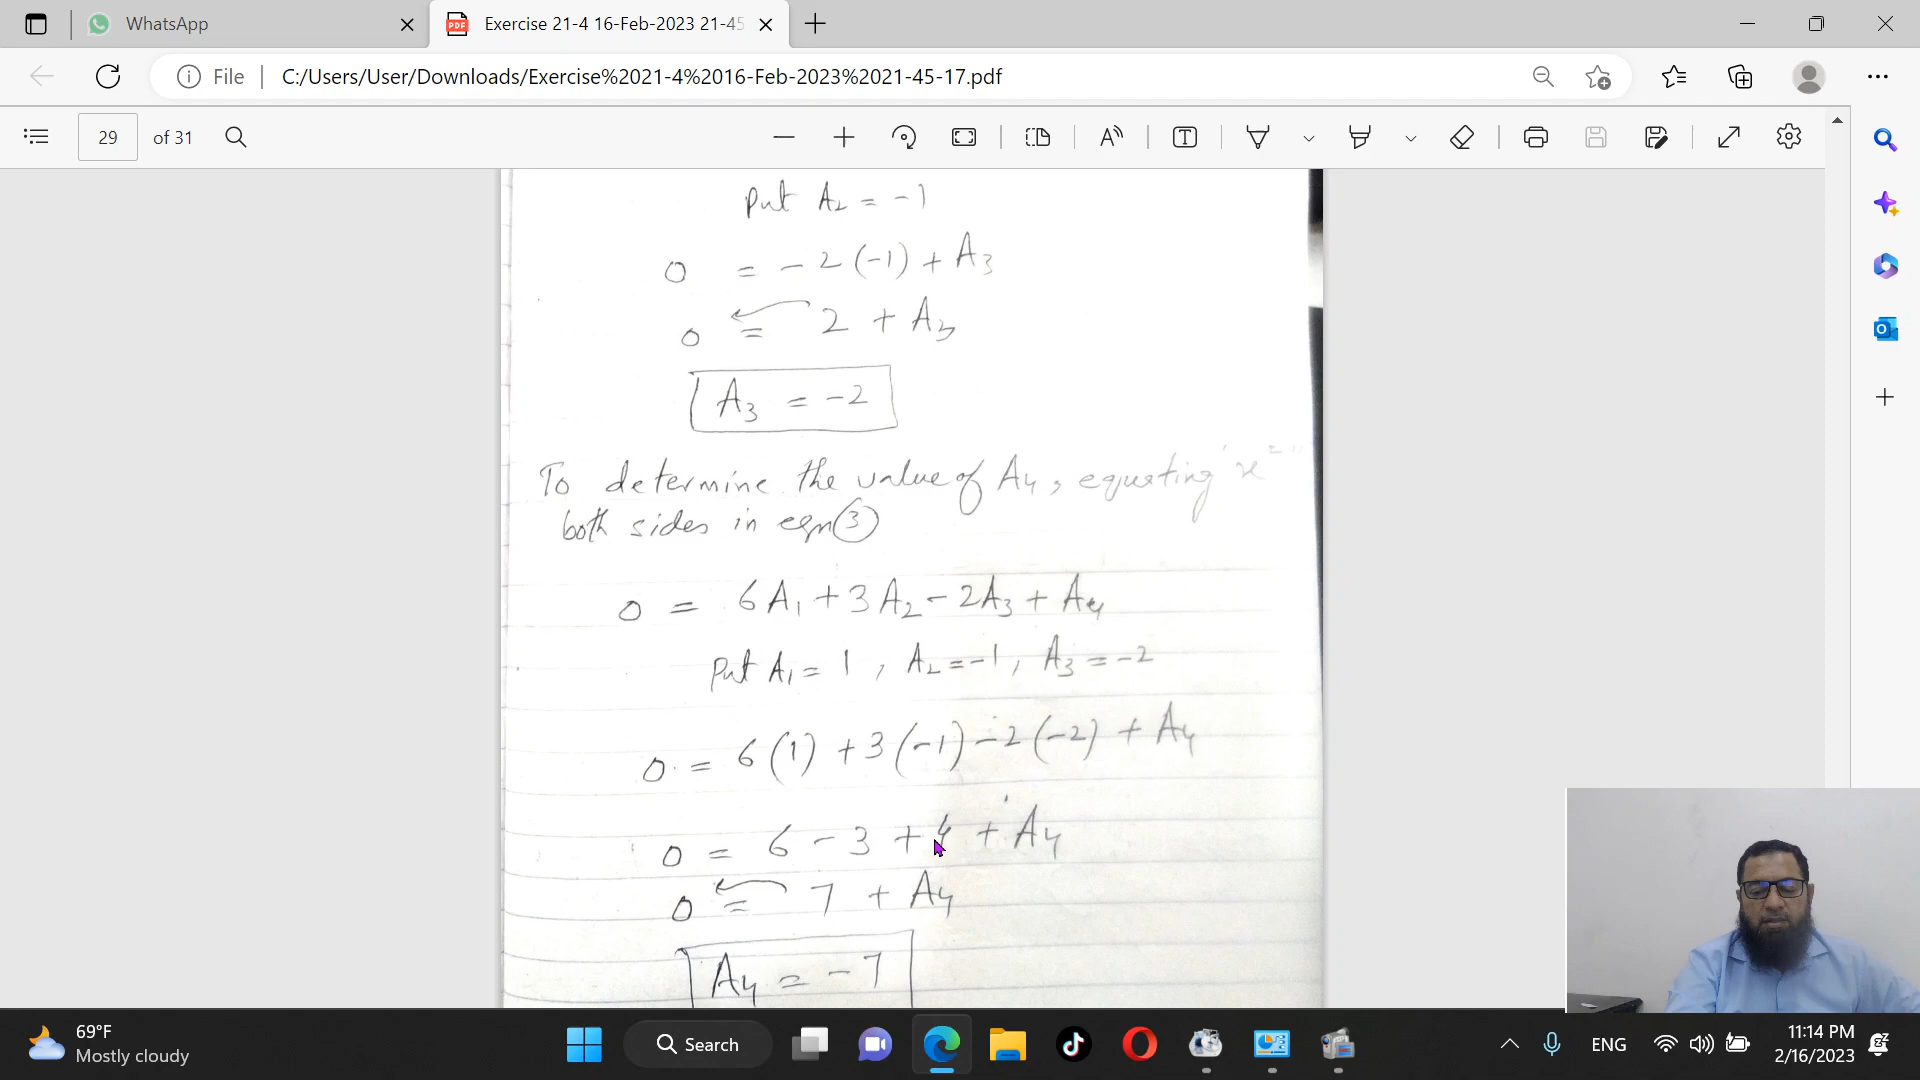 WhatsApp
Exercise 21-4 16-Feb-2023 21-45
File
C:/Users/User/Downloads/Exercise%2021-4%2016-Feb-2023%2021-45-17.pdf
29 of 31
Put A₂ = -1
0 = -2(-1) + A₃
0 = 2 + A₃
A₃ = -2
To determine the value of A₄, equating "x²"
both sides in eqn ③
0 = 6A₁ + 3A₂ - 2A₃ + A₄
Put A₁ = 1, A₂ = -1, A₃ = -2
0 = 6(1) + 3(-1) - 2(-2) + A₄
0 = 6 - 3 + 4 + A₄
0 = 7 + A₄
A₄ = -7
69°F
Mostly cloudy
Search
ENG
11:14 PM
2/16/2023